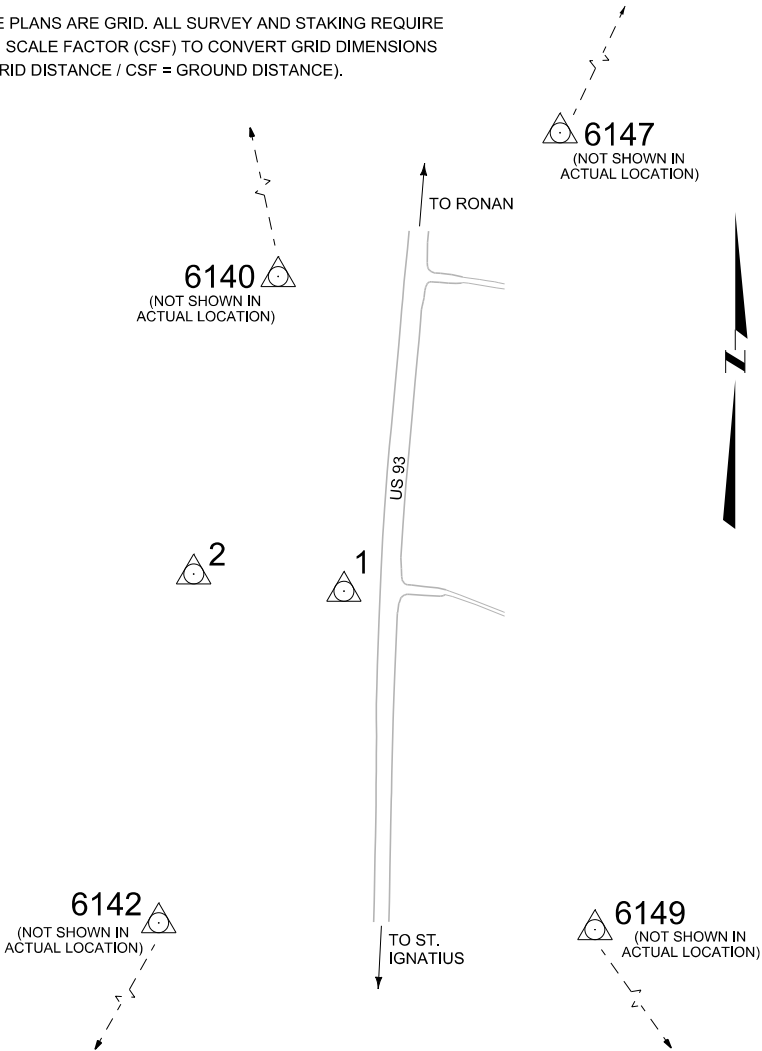 E PLANS ARE GRID. ALL SURVEY AND STAKING REQUIRE
SCALE FACTOR (CSF) TO CONVERT GRID DIMENSIONS
RID DISTANCE / CSF = GROUND DISTANCE).
6147
(NOT SHOWN IN
ACTUAL LOCATION)
TO RONAN
6140
(NOT SHOWN IN
ACTUAL LOCATION)
N
US 93
2
1
6142
(NOT SHOWN IN
ACTUAL LOCATION)
6149
(NOT SHOWN IN
ACTUAL LOCATION)
TO ST.
IGNATIUS